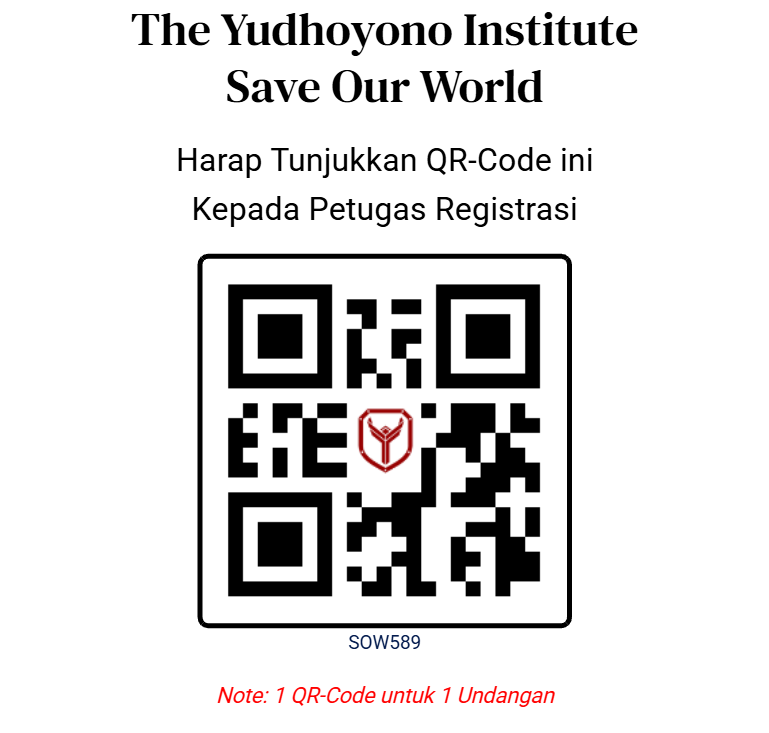 The Yudhoyono Institute
Save Our World
Harap Tunjukkan QR-Code ini
Kepada Petugas Registrasi
SOW589
Note: 1 QR-Code untuk 1 Undangan